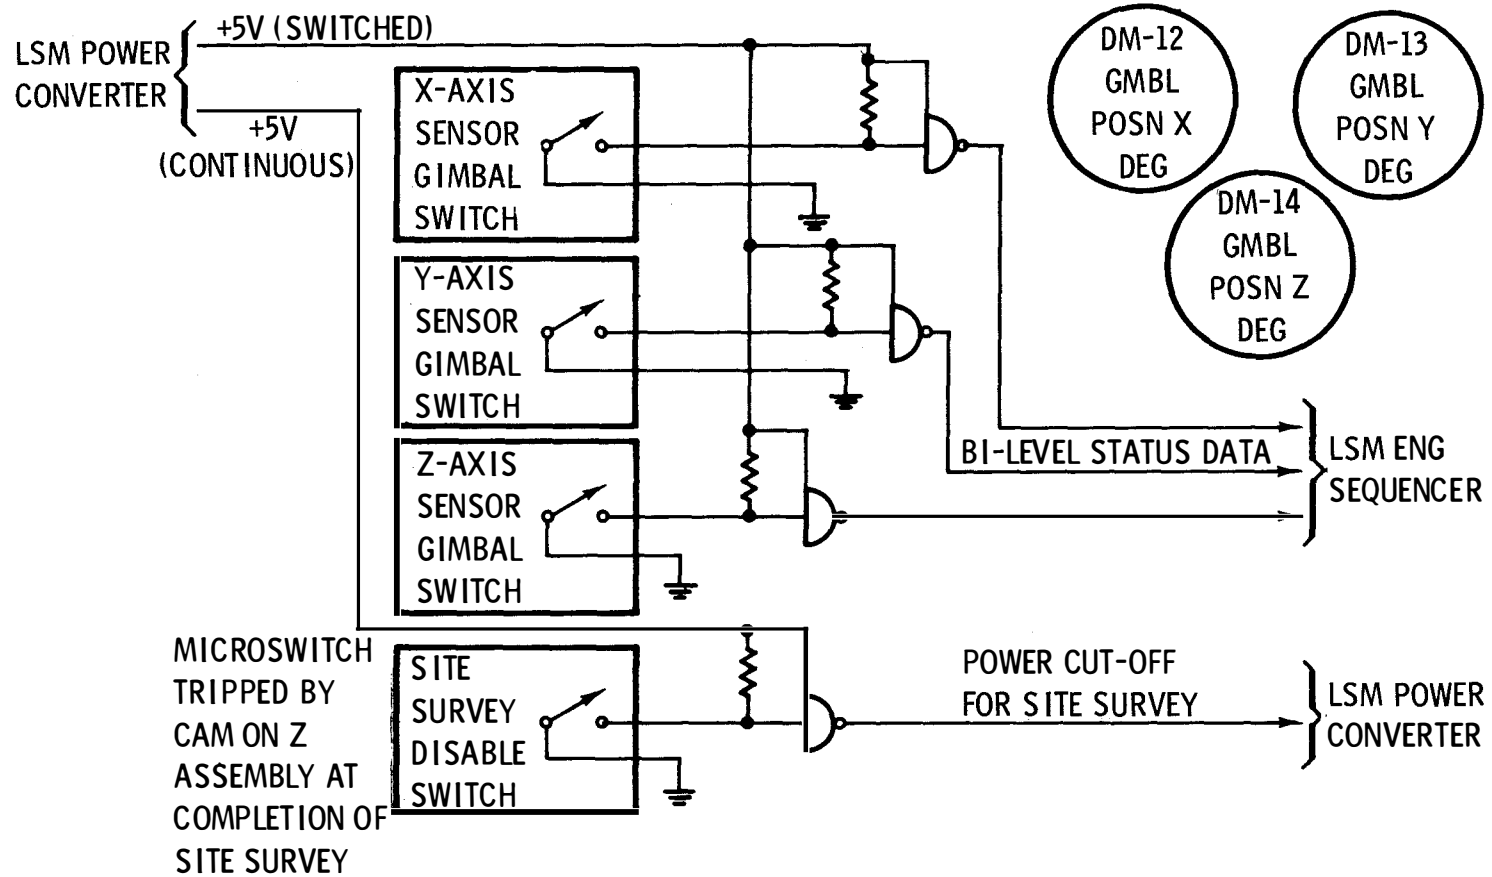 +5V (SWITCHED)
LSM POWER
CONVERTER
+5V
(CONTINUOUS)
X-AXIS
SENSOR
GIMBAL
SWITCH
Y-AXIS
SENSOR
GIMBAL
SWITCH
Z-AXIS
SENSOR
GIMBAL
SWITCH
DM-12
GMBL
POSN X
DEG
DM-13
GMBL
POSN Y
DEG
DM-14
GMBL
POSN Z
DEG
BI-LEVEL STATUS DATA
LSM ENG
SEQUENCER
MICROSWITCH
TRIPPED BY
CAM ON Z
ASSEMBLY AT
COMPLETION OF
SITE SURVEY
SITE
SURVEY
DISABLE
SWITCH
POWER CUT-OFF
FOR SITE SURVEY
LSM POWER
CONVERTER